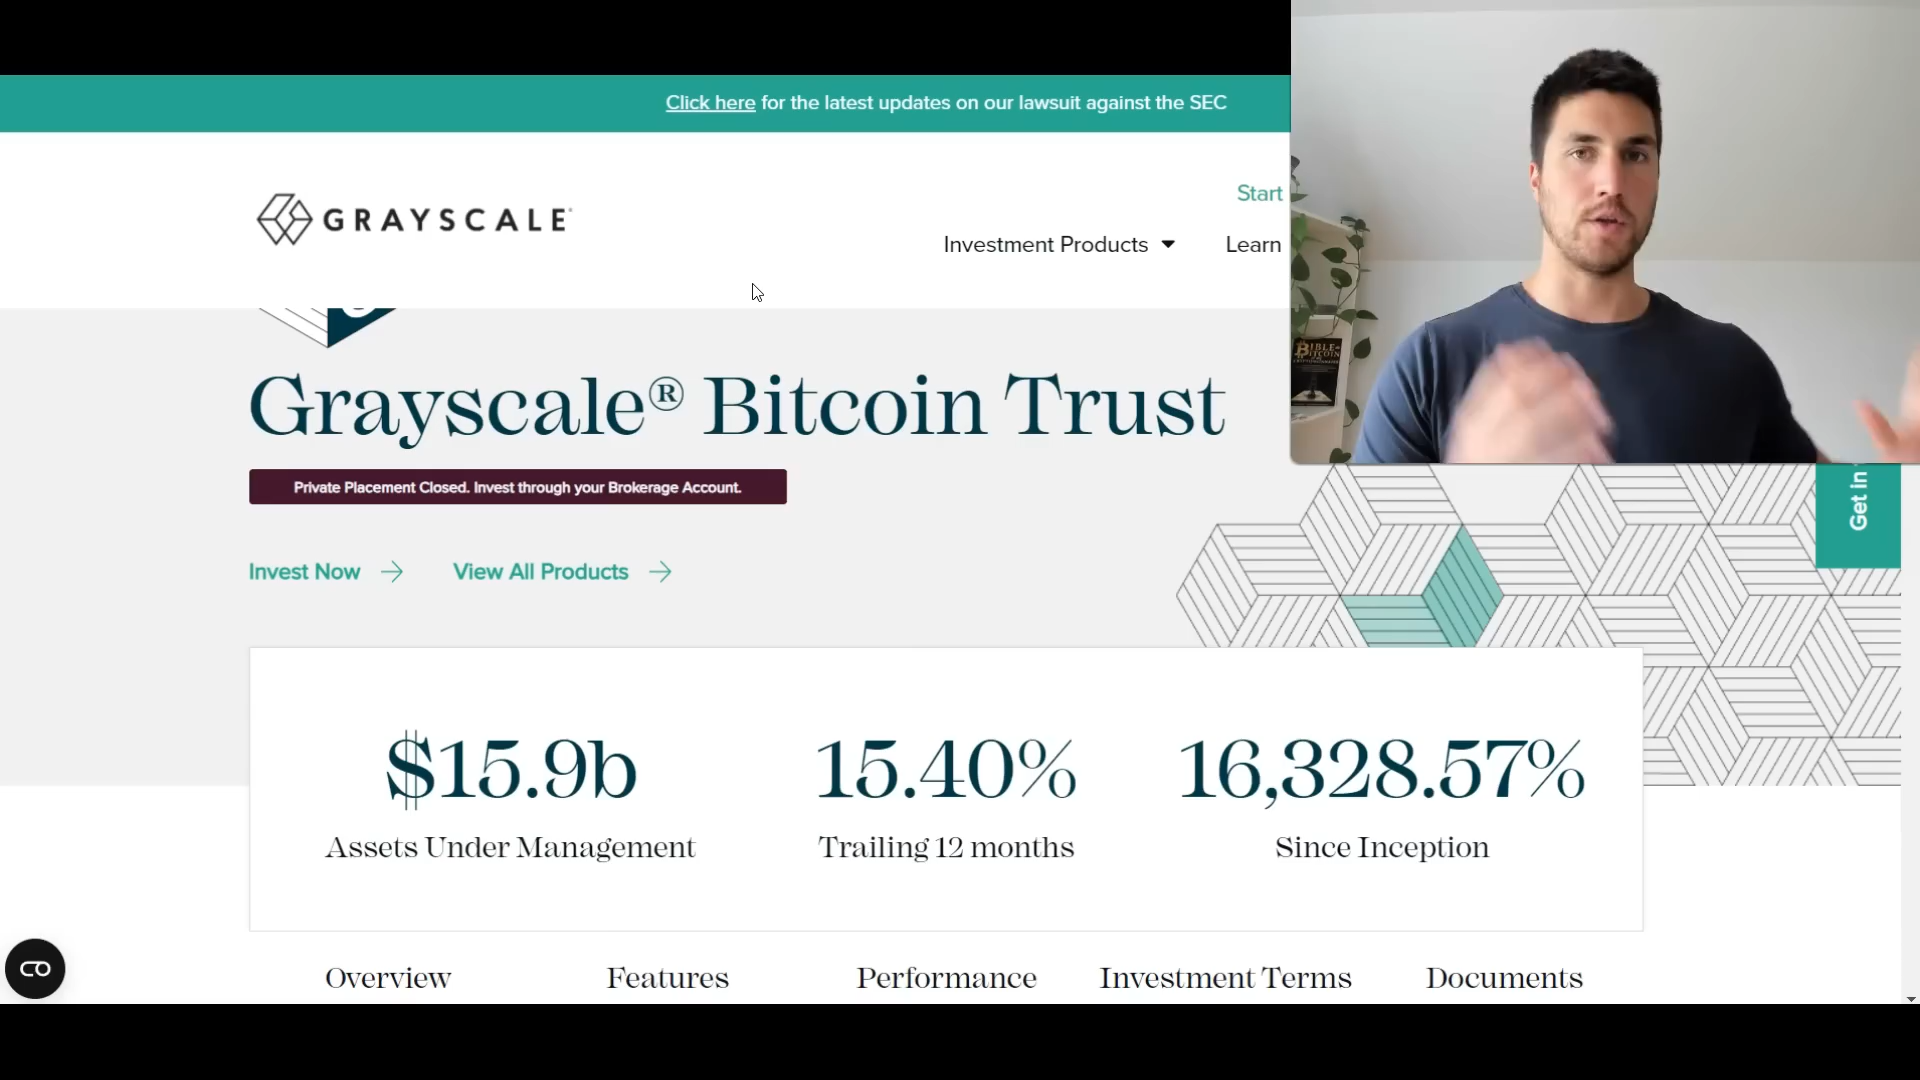 Click here for the latest updates on our lawsuit against the SEC
GRAYSCALE
Start
Investment Products
Learn
BIBLE
BITCOIN
Grayscale® Bitcoin Trust
Private Placement Closed. Invest through your Brokerage Account.
Get in
Invest Now
View All Products
$15.9b
15.40%
16,328.57%
Assets Under Management
Trailing 12 months
Since Inception
Overview
Features
Performance
Investment Terms
Documents